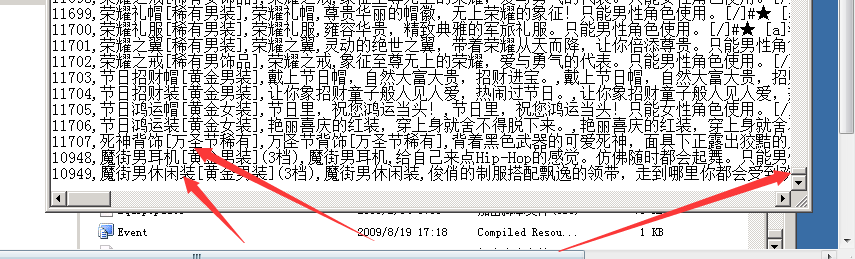 11699,荣耀礼帽[稀有男装],荣耀礼帽,尊贵华丽的帽徽，无上荣耀的象征！只能男性角色使用。[/]#★ [
11700,荣耀礼服[稀有男装],荣耀礼服,雍容华贵，精致典雅的军旅礼服。只能男性角色使用。[/]#★ [a]
11701,荣耀之翼[稀有男装],荣耀之翼,灵动的绝世之翼，带着荣耀从天而降，让你倍添尊贵。只能男性角
11702,荣耀之戒[稀有男饰品],荣耀之戒,象征至尊无上的荣耀，爱与勇气的代表。只能男性角色使用。[/
11703,节日招财帽[黄金男装],戴上节日帽，自然大富大贵，招财进宝。,戴上节日帽，自然大富大贵，招
11704,节日招财装[黄金男装],让你象招财童子般人见人爱，热闹过节日。,让你象招财童子般人见人爱，
11705,节日鸿运帽[黄金女装],节日里，祝您鸿运当头！,节日里，祝您鸿运当头！只能女性角色使用。[/
11706,节日鸿运装[黄金女装],艳丽喜庆的红装，穿上身就舍不得脱下来。,艳丽喜庆的红装，穿上身就舍
11707,死神背饰[万圣节稀有],万圣节背饰[万圣节稀有],背着黑色武器的可爱死神，面具下正露出狡黠的
10948,魔街男耳机[黄金男装](3档),魔街男耳机,给自己来点Hip-Hop的感觉。仿佛随时都会起舞。只能男
10949,魔街男休闲装[黄金男装](3档),魔街男休闲装,俊俏的制服搭配飘逸的领带，走到哪里你都会受到
Event 2009/8/19 17:18 Compiled Resou... 1 KB